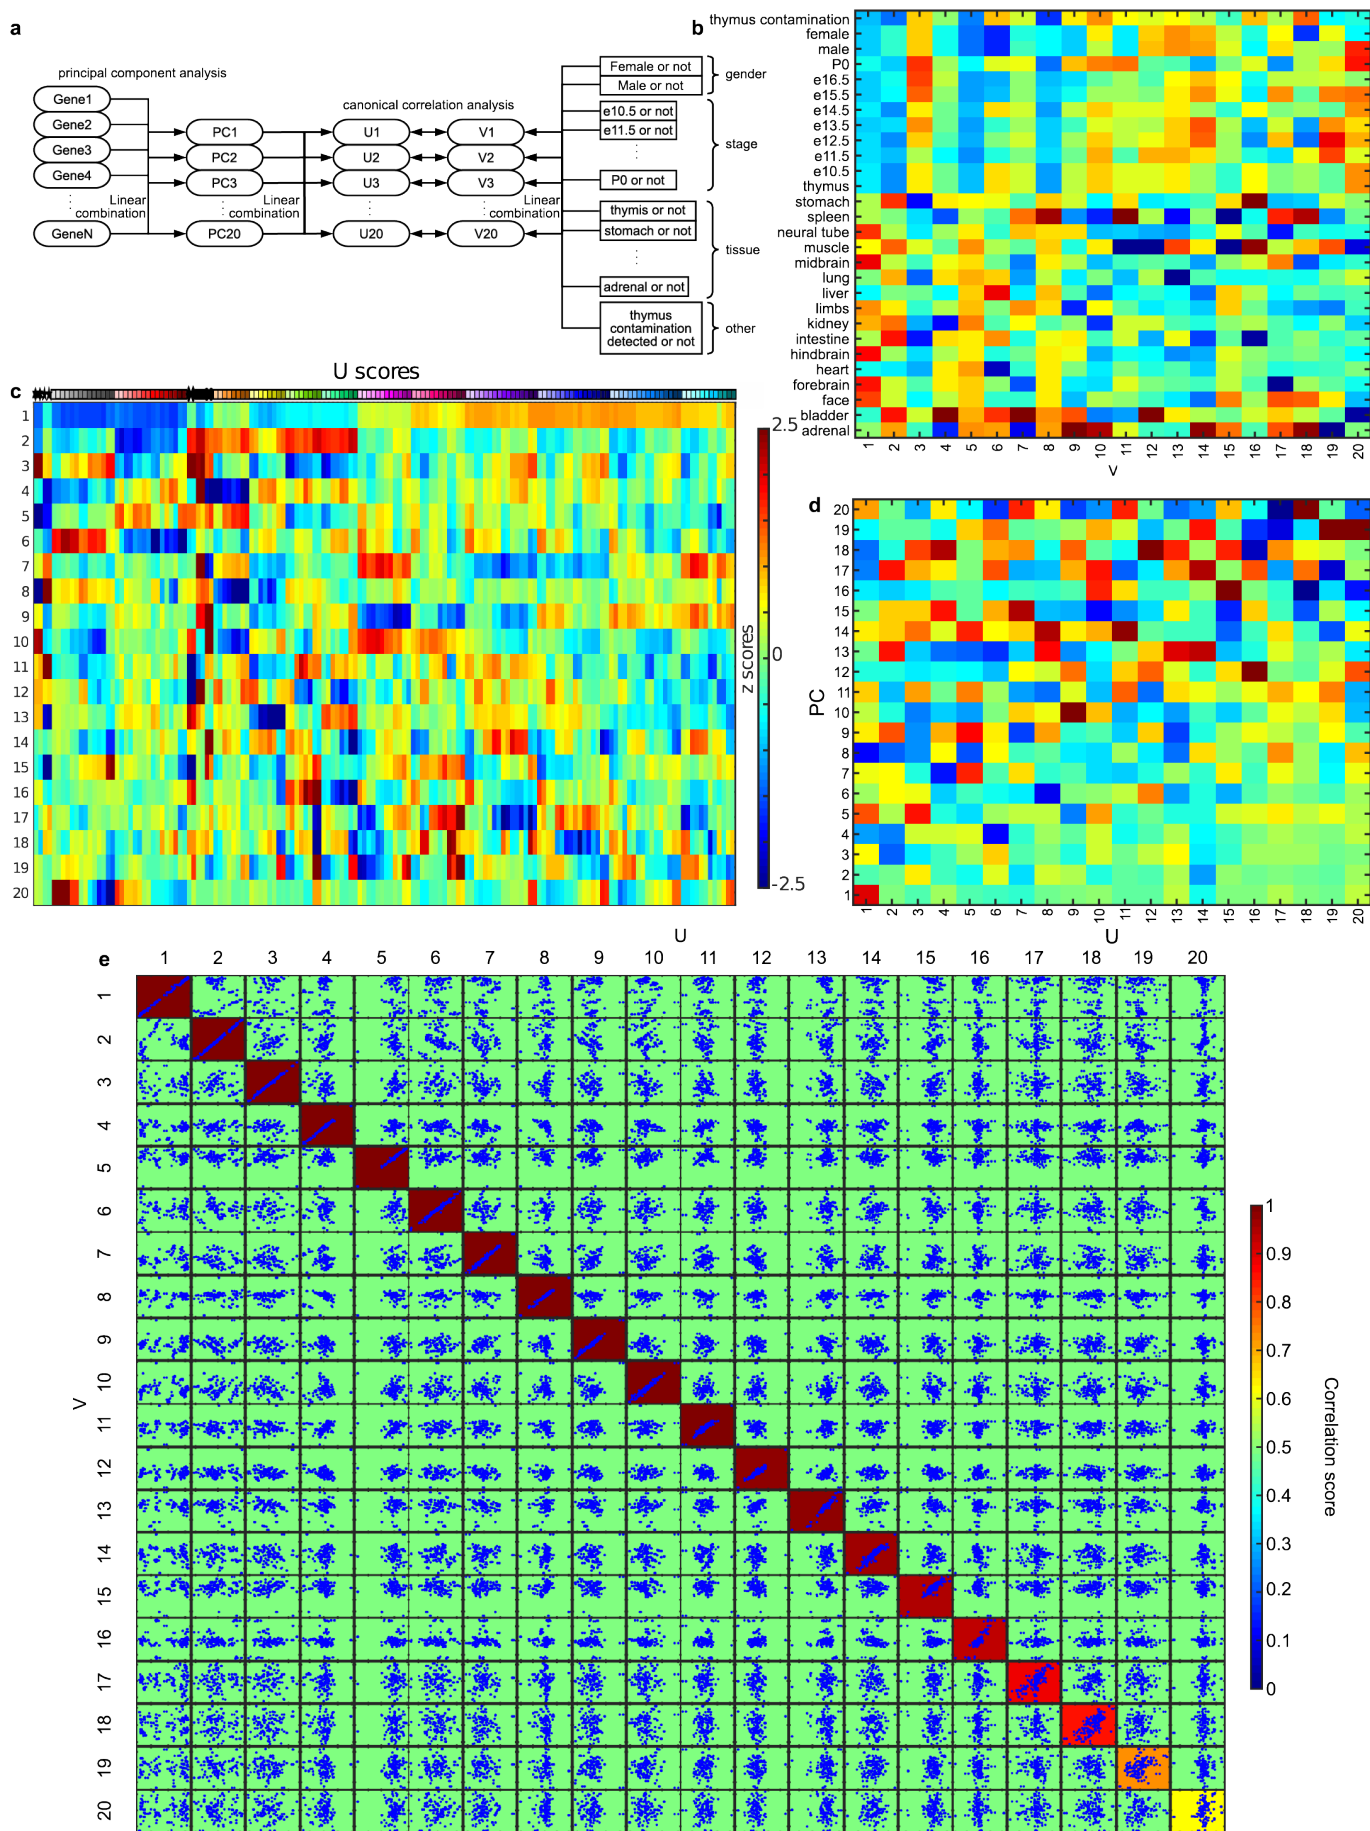 a
principal component analysis
canonical correlation analysis
Gene1
Gene2
Gene3
Gene4
GeneN
Linear
combination
PC1
PC2
PC3
PC20
Linear
combination
U1
U2
U3
U20
V1
V2
V3
V20
Linear
combination
Female or not
Male or not
gender
e10.5 or not
e11.5 or not
P0 or not
stage
thymis or not
stomach or not
adrenal or not
tissue
thymus
contamination
detected or not
other
b
thymus contamination
female
male
P0
e16.5
e15.5
e14.5
e13.5
e12.5
e11.5
e10.5
thymus
stomach
spleen
neural tube
muscle
midbrain
lung
liver
limbs
kidney
intestine
hindbrain
heart
forebrain
face
bladder
adrenal
1 2 3 4 5 6 7 8 9 10 11 12 13 14 15 16 17 18 19 20
V
c
U scores
1
2
3
4
5
6
7
8
9
10
11
12
13
14
15
16
17
18
19
20
2.5
0
-2.5
z scores
d
20
19
18
17
16
15
14
13
12
11
10
9
8
7
6
5
4
3
2
1
PC
1 2 3 4 5 6 7 8 9 10 11 12 13 14 15 16 17 18 19 20
U
e
U
1 2 3 4 5 6 7 8 9 10 11 12 13 14 15 16 17 18 19 20
1
2
3
4
5
6
7
8
9
10
11
12
13
14
15
16
17
18
19
20
V
1
0.9
0.8
0.7
0.6
0.5
0.4
0.3
0.2
0.1
0
Correlation score